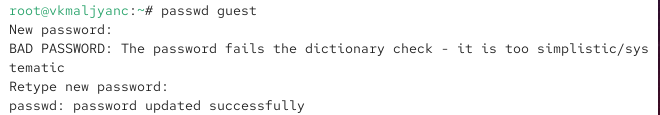 root@vkmaljyanc:~# passwd guest
New password:
BAD PASSWORD: The password fails the dictionary check - it is too simplistic/sys
tematic
Retype new password:
passwd: password updated successfully